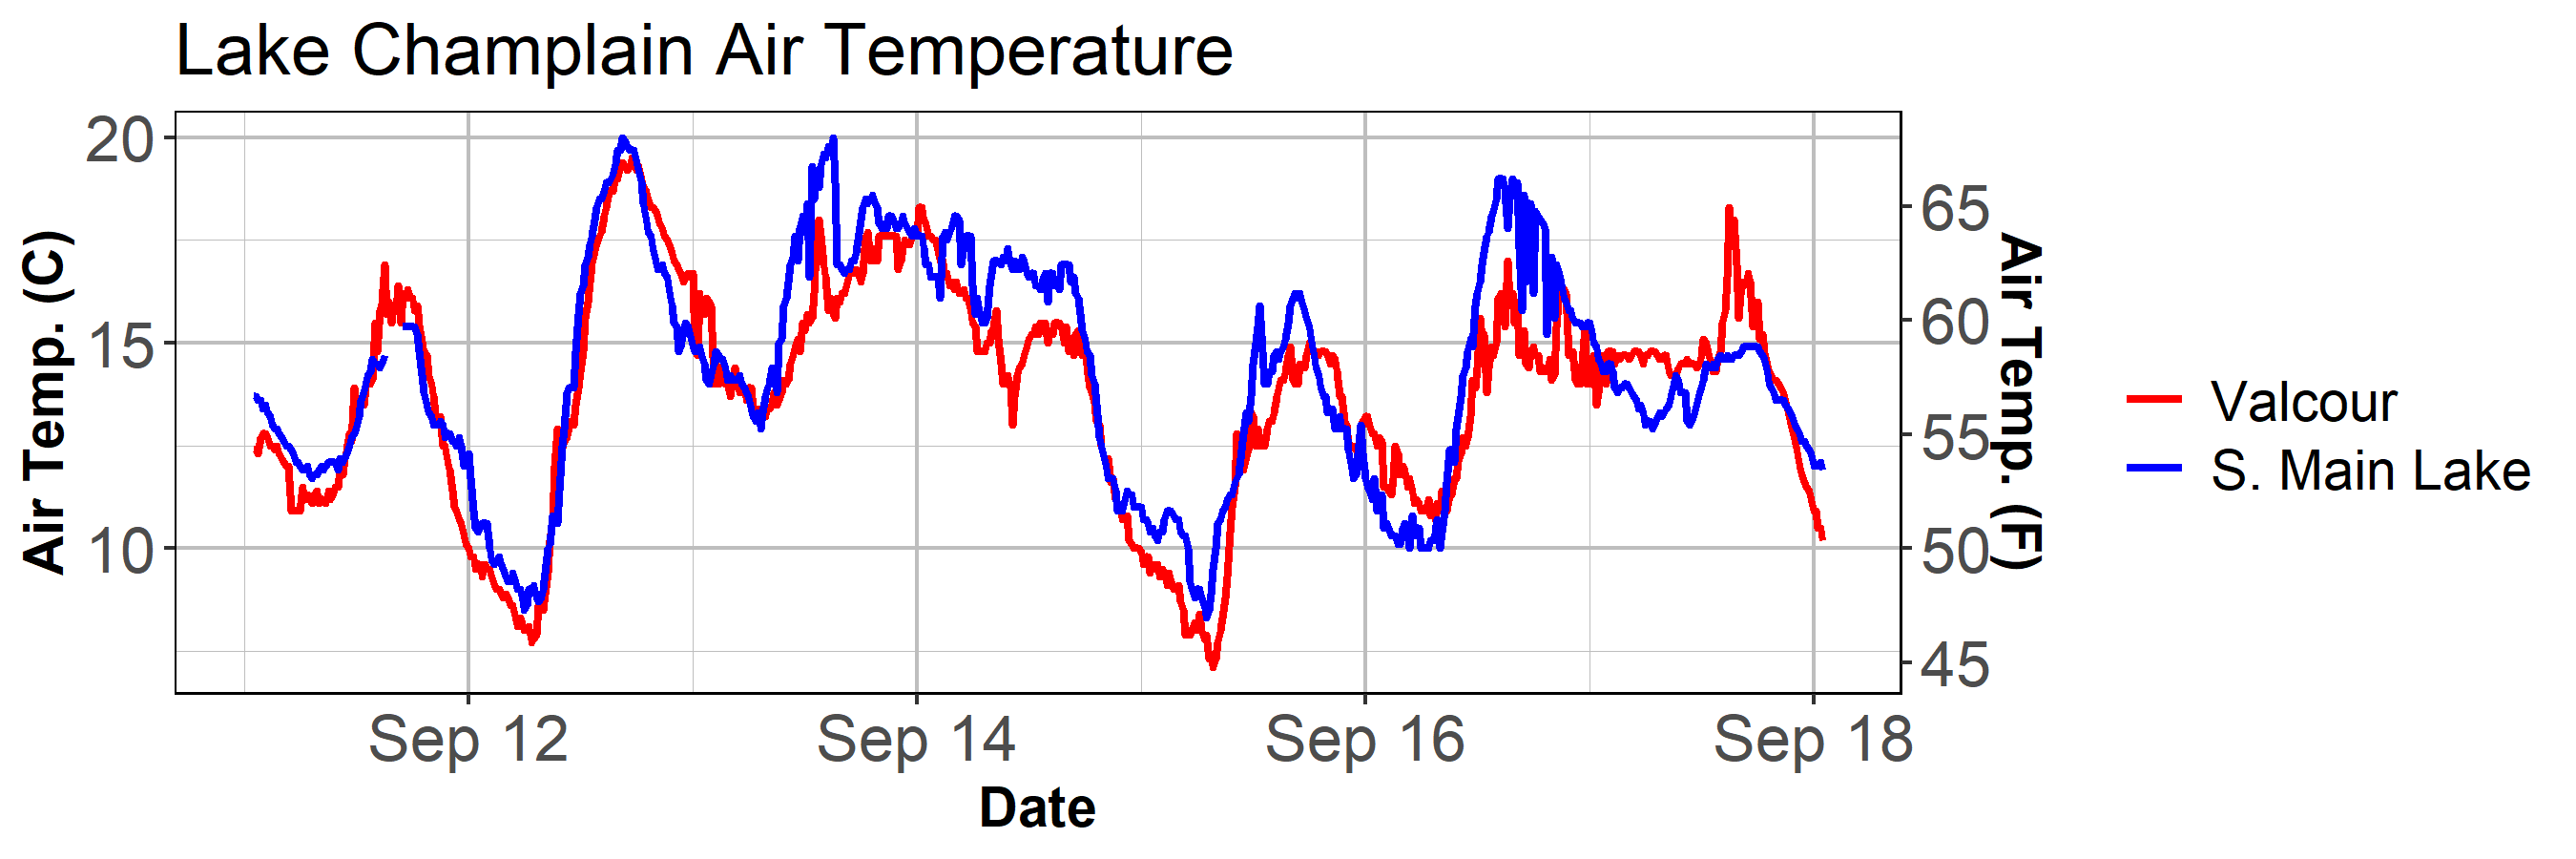 Lake Champlain Air Temperature
Air Temp. (C)
20
15
10
65
60
55
50
45
Air Temp. (F)
Sep 12
Sep 14
Sep 16
Sep 18
Date
Valcour
S. Main Lake